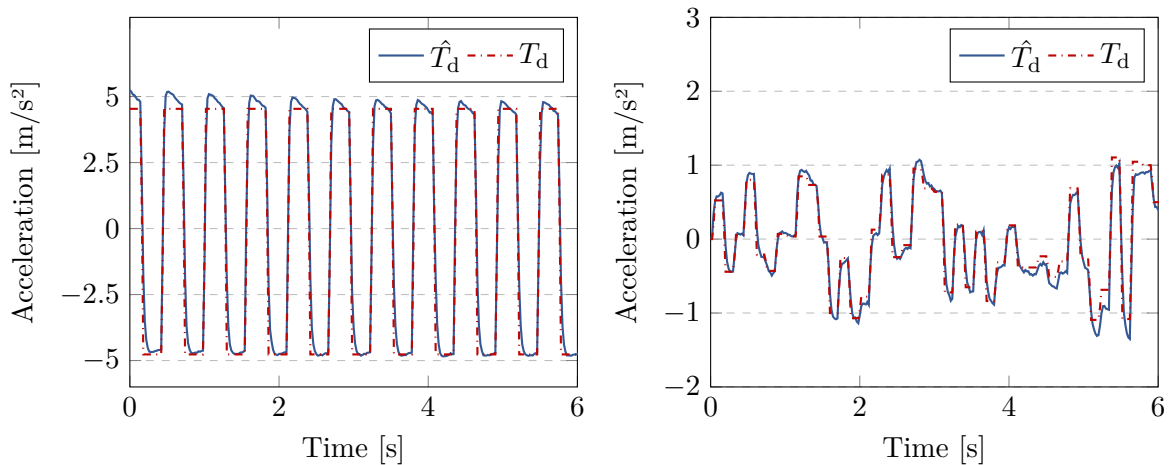 T̂d Td
5
2.5
0
−2.5
−5
0 2 4 6
Time [s]
Acceleration [m/s²]
T̂d Td
3
2
1
0
−1
−2
0 2 4 6
Time [s]
Acceleration [m/s²]